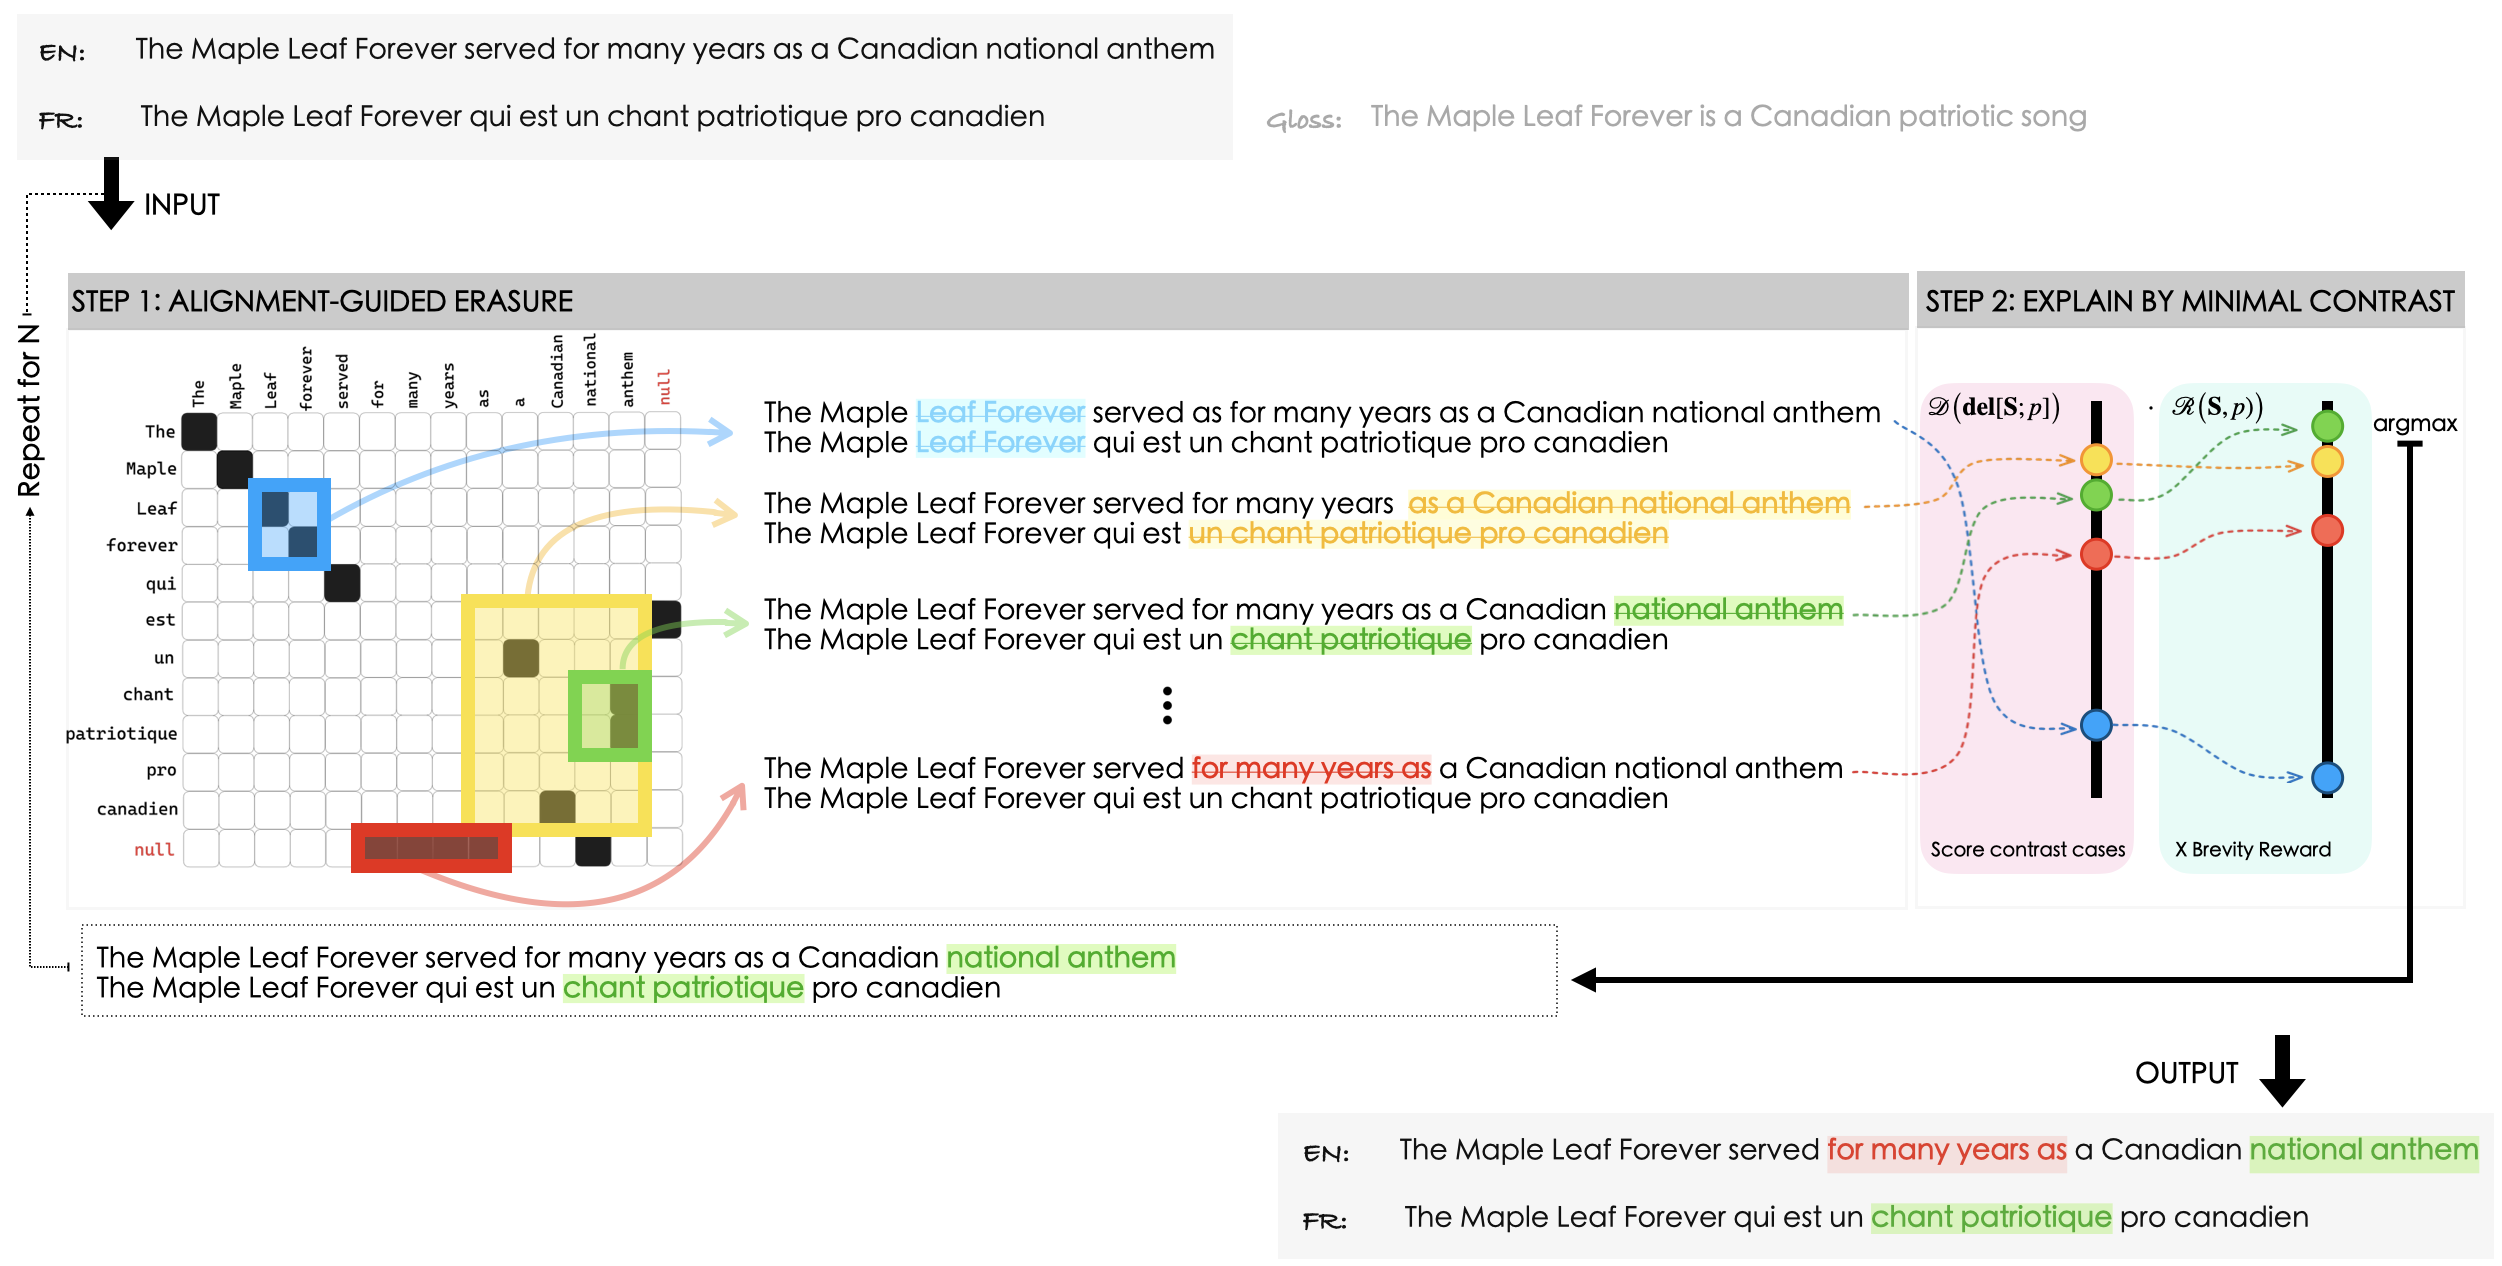 EN: The Maple Leaf Forever served for many years as a Canadian national anthem
FR: The Maple Leaf Forever qui est un chant patriotique pro canadien
Gloss: The Maple Leaf Forever is a Canadian patriotic song
INPUT
Repeat for N
STEP 1: ALIGNMENT-GUIDED ERASURE
The
Maple
Leaf
forever
served
for
many
years
as
a
Canadian
national
anthem
null
The
Maple
Leaf
forever
qui
est
un
chant
patriotique
pro
canadien
null
The Maple Leaf Forever served as for many years as a Canadian national anthem
The Maple Leaf Forever qui est un chant patriotique pro canadien
The Maple Leaf Forever served for many years as a Canadian national anthem
The Maple Leaf Forever qui est un chant patriotique pro canadien
The Maple Leaf Forever served for many years as a Canadian national anthem
The Maple Leaf Forever qui est un chant patriotique pro canadien
The Maple Leaf Forever served for many years as a Canadian national anthem
The Maple Leaf Forever qui est un chant patriotique pro canadien
STEP 2: EXPLAIN BY MINIMAL CONTRAST
𝒟(del[S; p]) · ℛ(S, p))
argmax
Score contrast cases
X Brevity Reward
The Maple Leaf Forever served for many years as a Canadian national anthem
The Maple Leaf Forever qui est un chant patriotique pro canadien
OUTPUT
EN: The Maple Leaf Forever served for many years as a Canadian national anthem
FR: The Maple Leaf Forever qui est un chant patriotique pro canadien